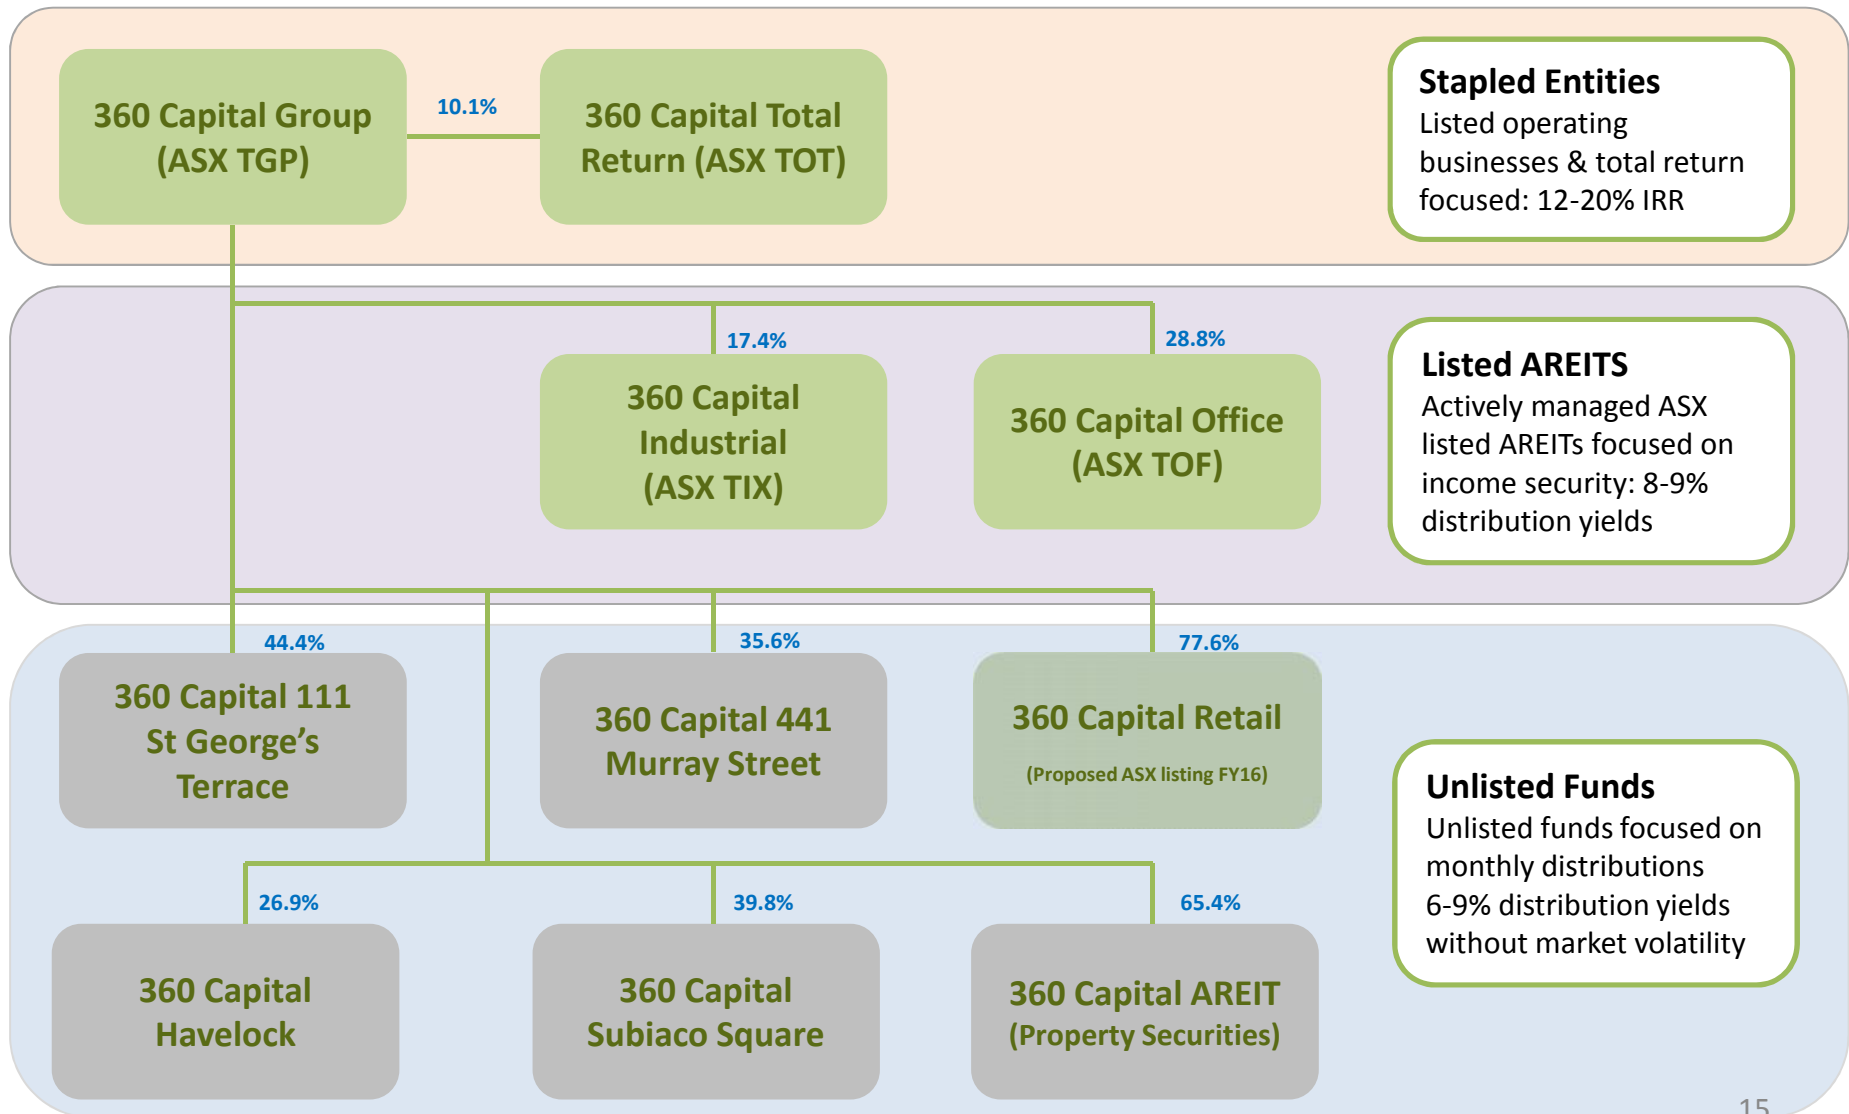 360 Capital Group
(ASX TGP)
10.1%
360 Capital Total
Return (ASX TOT)
Stapled Entities
Listed operating
businesses & total return
focused: 12-20% IRR
17.4%
360 Capital
Industrial
(ASX TIX)
28.8%
360 Capital Office
(ASX TOF)
Listed AREITS
Actively managed ASX
listed AREITs focused on
income security: 8-9%
distribution yields
44.4%
360 Capital 111
St George’s
Terrace
35.6%
360 Capital 441
Murray Street
77.6%
360 Capital Retail
(Proposed ASX listing FY16)
Unlisted Funds
Unlisted funds focused on
monthly distributions
6-9% distribution yields
without market volatility
26.9%
360 Capital
Havelock
39.8%
360 Capital
Subiaco Square
65.4%
360 Capital AREIT
(Property Securities)
15